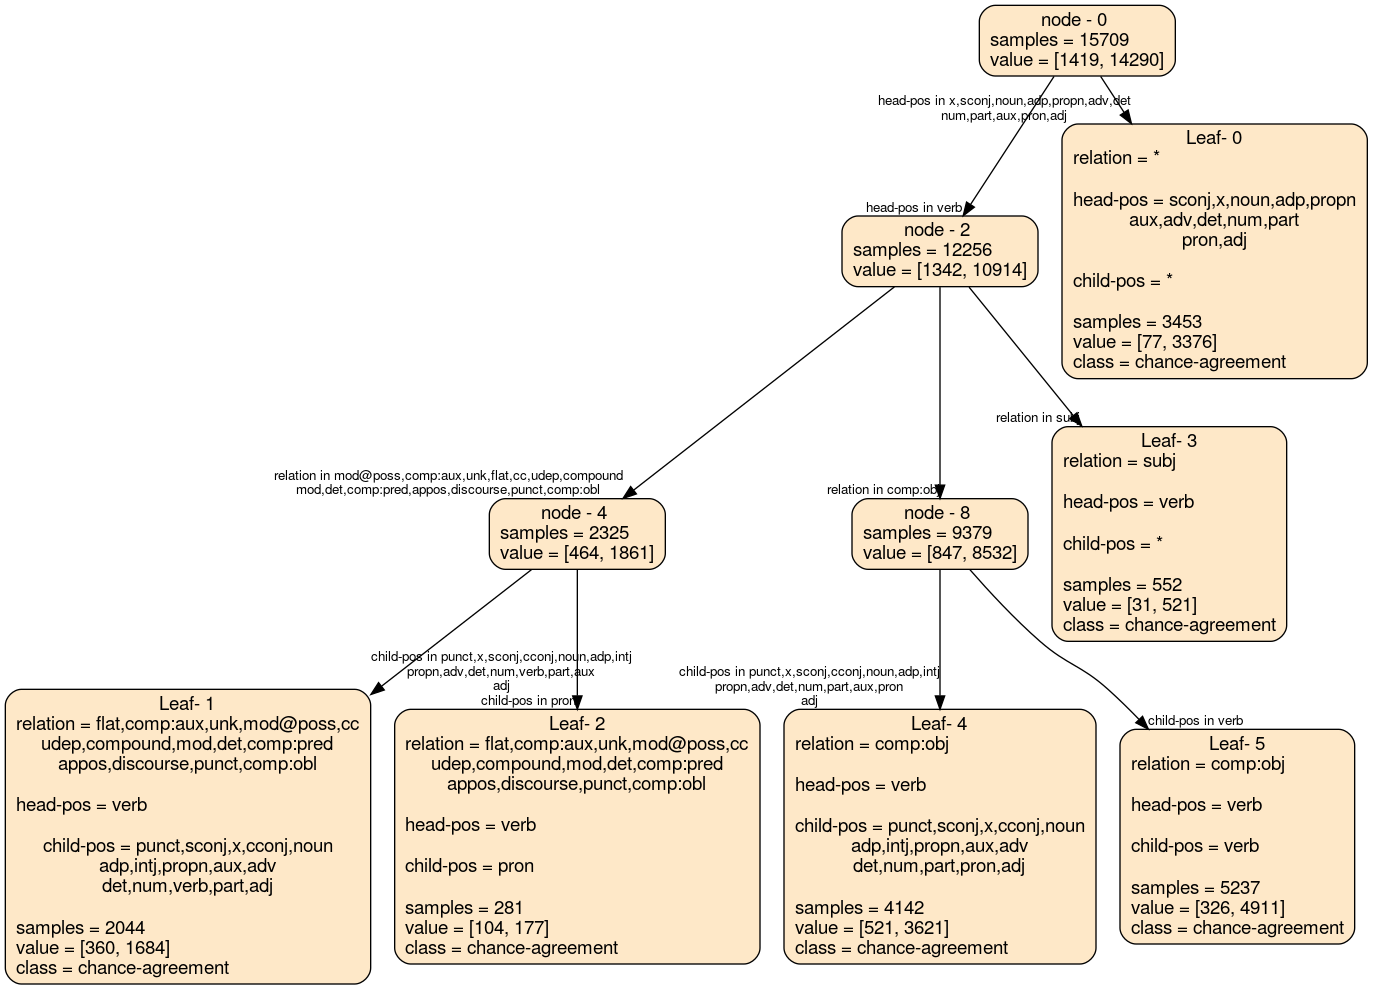 node - 0
samples = 15709
value = [1419, 14290]
head-pos in x,sconj,noun,adp,propn,adv,det
num,part,aux,pron,adj
Leaf- 0
relation = *
head-pos = sconj,x,noun,adp,propn
aux,adv,det,num,part
pron,adj
child-pos = *
samples = 3453
value = [77, 3376]
class = chance-agreement
head-pos in verb
node - 2
samples = 12256
value = [1342, 10914]
relation in subj
Leaf- 3
relation = subj
head-pos = verb
child-pos = *
samples = 552
value = [31, 521]
class = chance-agreement
relation in mod@poss,comp:aux,unk,flat,cc,udep,compound
mod,det,comp:pred,appos,discourse,punct,comp:obl
node - 4
samples = 2325
value = [464, 1861]
relation in comp:obj
node - 8
samples = 9379
value = [847, 8532]
child-pos in punct,x,sconj,cconj,noun,adp,intj
propn,adv,det,num,verb,part,aux
adj
child-pos in pron
child-pos in punct,x,sconj,cconj,noun,adp,intj
propn,adv,det,num,part,aux,pron
adj
child-pos in verb
Leaf- 1
relation = flat,comp:aux,unk,mod@poss,cc
udep,compound,mod,det,comp:pred
appos,discourse,punct,comp:obl
head-pos = verb
child-pos = punct,sconj,x,cconj,noun
adp,intj,propn,aux,adv
det,num,verb,part,adj
samples = 2044
value = [360, 1684]
class = chance-agreement
Leaf- 2
relation = flat,comp:aux,unk,mod@poss,cc
udep,compound,mod,det,comp:pred
appos,discourse,punct,comp:obl
head-pos = verb
child-pos = pron
samples = 281
value = [104, 177]
class = chance-agreement
Leaf- 4
relation = comp:obj
head-pos = verb
child-pos = punct,sconj,x,cconj,noun
adp,intj,propn,aux,adv
det,num,part,pron,adj
samples = 4142
value = [521, 3621]
class = chance-agreement
Leaf- 5
relation = comp:obj
head-pos = verb
child-pos = verb
samples = 5237
value = [326, 4911]
class = chance-agreement